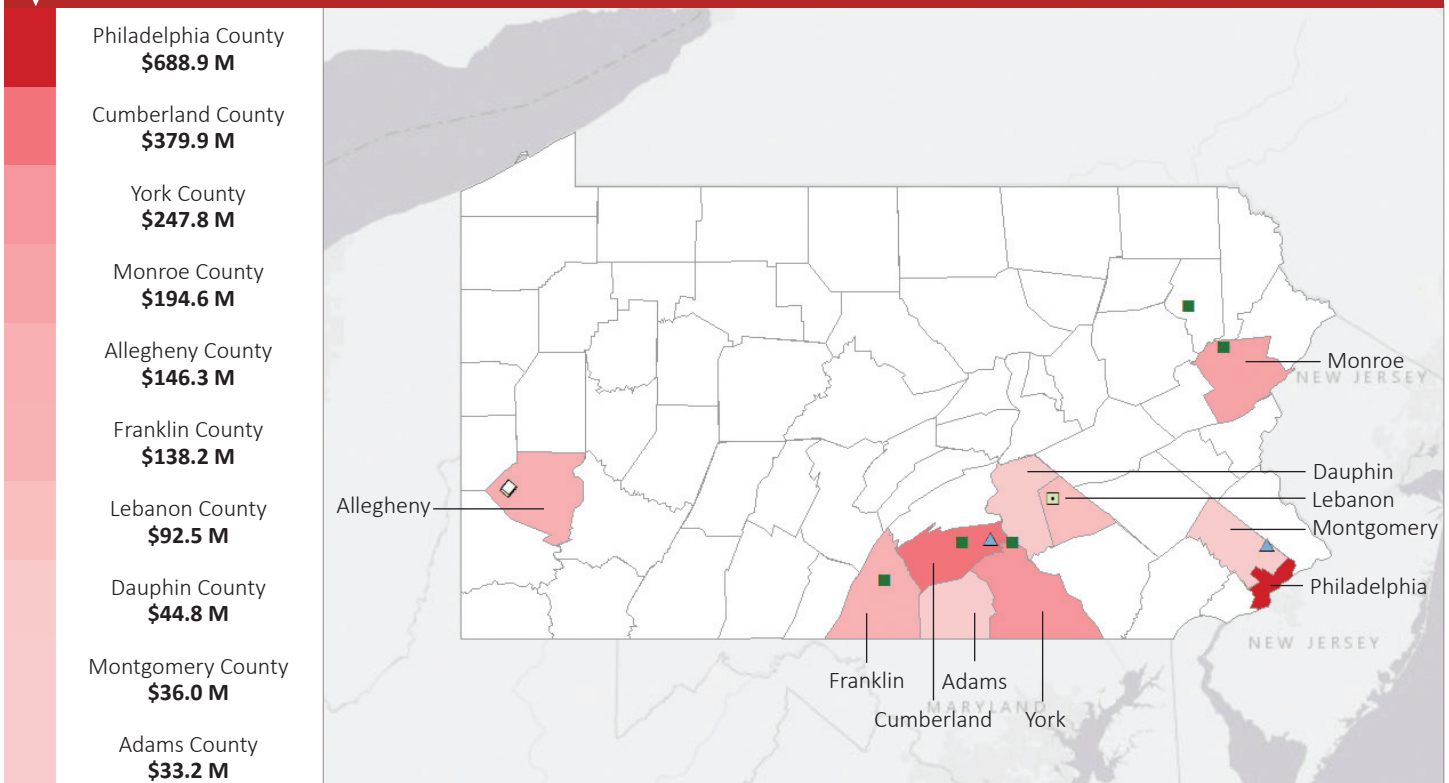 Philadelphia County
$688.9 M
Cumberland County
$379.9 M
York County
$247.8 M
Monroe County
$194.6 M
Allegheny County
$146.3 M
Franklin County
$138.2 M
Lebanon County
$92.5 M
Dauphin County
$44.8 M
Montgomery County
$36.0 M
Adams County
$33.2 M
Monroe
NEW JERSEY
Dauphin
Lebanon
Montgomery
Allegheny
Philadelphia
NEW JERSEY
Franklin
Adams
MARYLAND
Cumberland
York